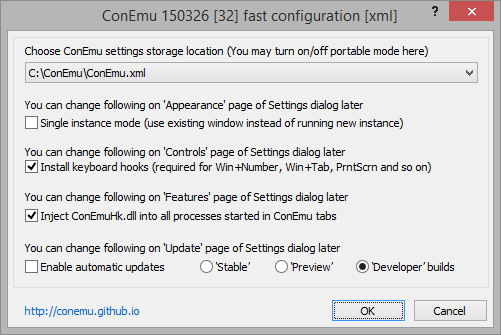 ConEmu 150326 [32] fast configuration [xml]
?
Choose ConEmu settings storage location (You may turn on/off portable mode here)
C:\ConEmu\ConEmu.xml
You can change following on 'Appearance' page of Settings dialog later
Single instance mode (use existing window instead of running new instance)
You can change following on 'Controls' page of Settings dialog later
Install keyboard hooks (required for Win+Number, Win+Tab, PrntScrn and so on)
You can change following on 'Features' page of Settings dialog later
Inject ConEmuHk.dll into all processes started in ConEmu tabs
You can change following on 'Update' page of Settings dialog later
Enable automatic updates 'Stable' 'Preview' 'Developer' builds
http://conemu.github.io OK Cancel